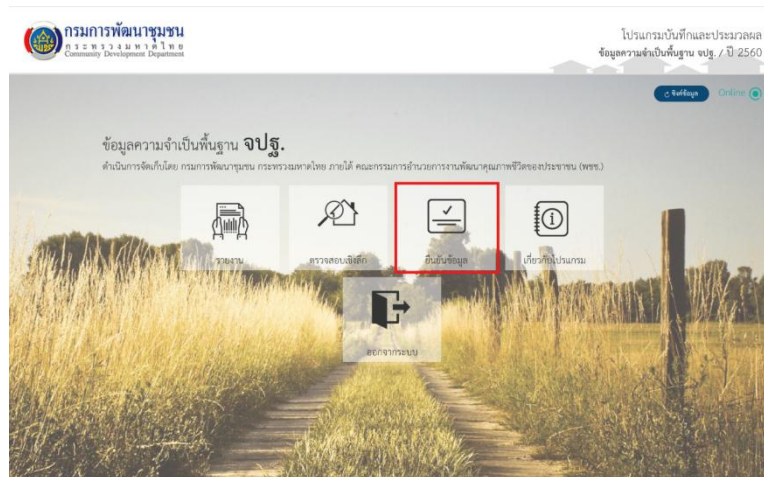 กรมการพัฒนาชุมชน
กระทรวงมหาดไทย
Community Development Department
โปรแกรมบันทึกและประมวลผล
ข้อมูลความจำเป็นพื้นฐาน จปฐ. / ปี 2560
ซิงก์ข้อมูล Online
ข้อมูลความจำเป็นพื้นฐาน จปฐ.
ดำเนินการจัดเก็บโดย กรมการพัฒนาชุมชน กระทรวงมหาดไทย ภายใต้ คณะกรรมการอำนวยการงานพัฒนาคุณภาพชีวิตของประชาชน (พชช.)
รายงาน ตรวจสอบเชิงลึก ยืนยันข้อมูล เกี่ยวกับโปรแกรม
ออกจากระบบ